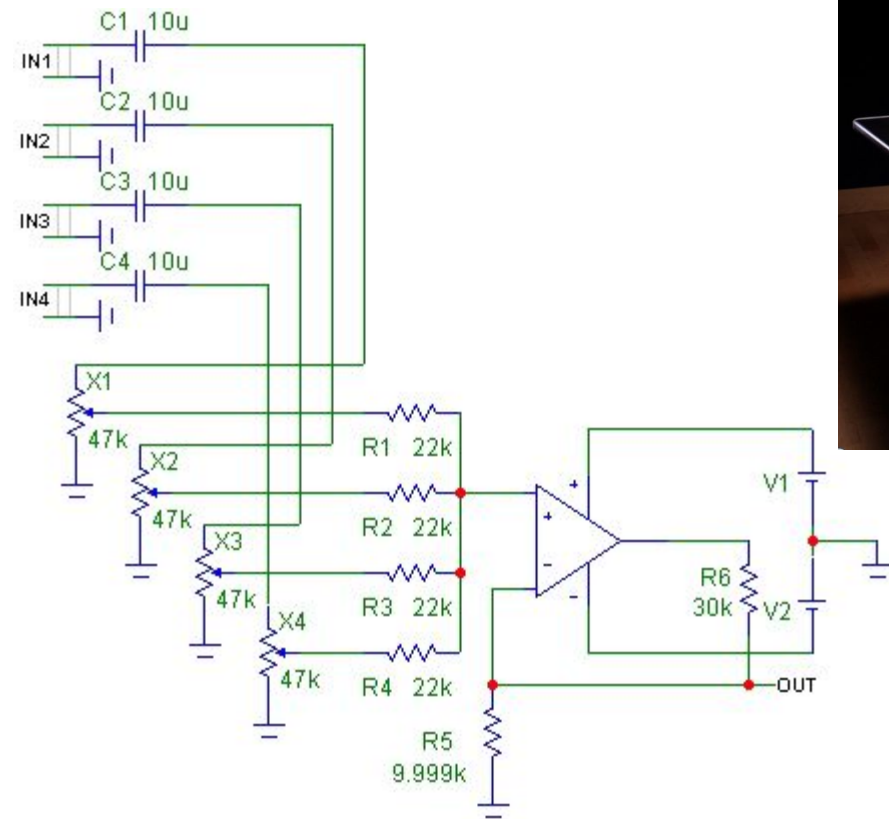 C1 10u
IN1
C2 10u
IN2
C3 10u
IN3
C4 10u
IN4
X1
47k
R1 22k
X2
47k
R2 22k
X3
47k
R3 22k
X4
47k
R4 22k
+
+
-
-
V1
R6
30k
V2
OUT
R5
9.999k